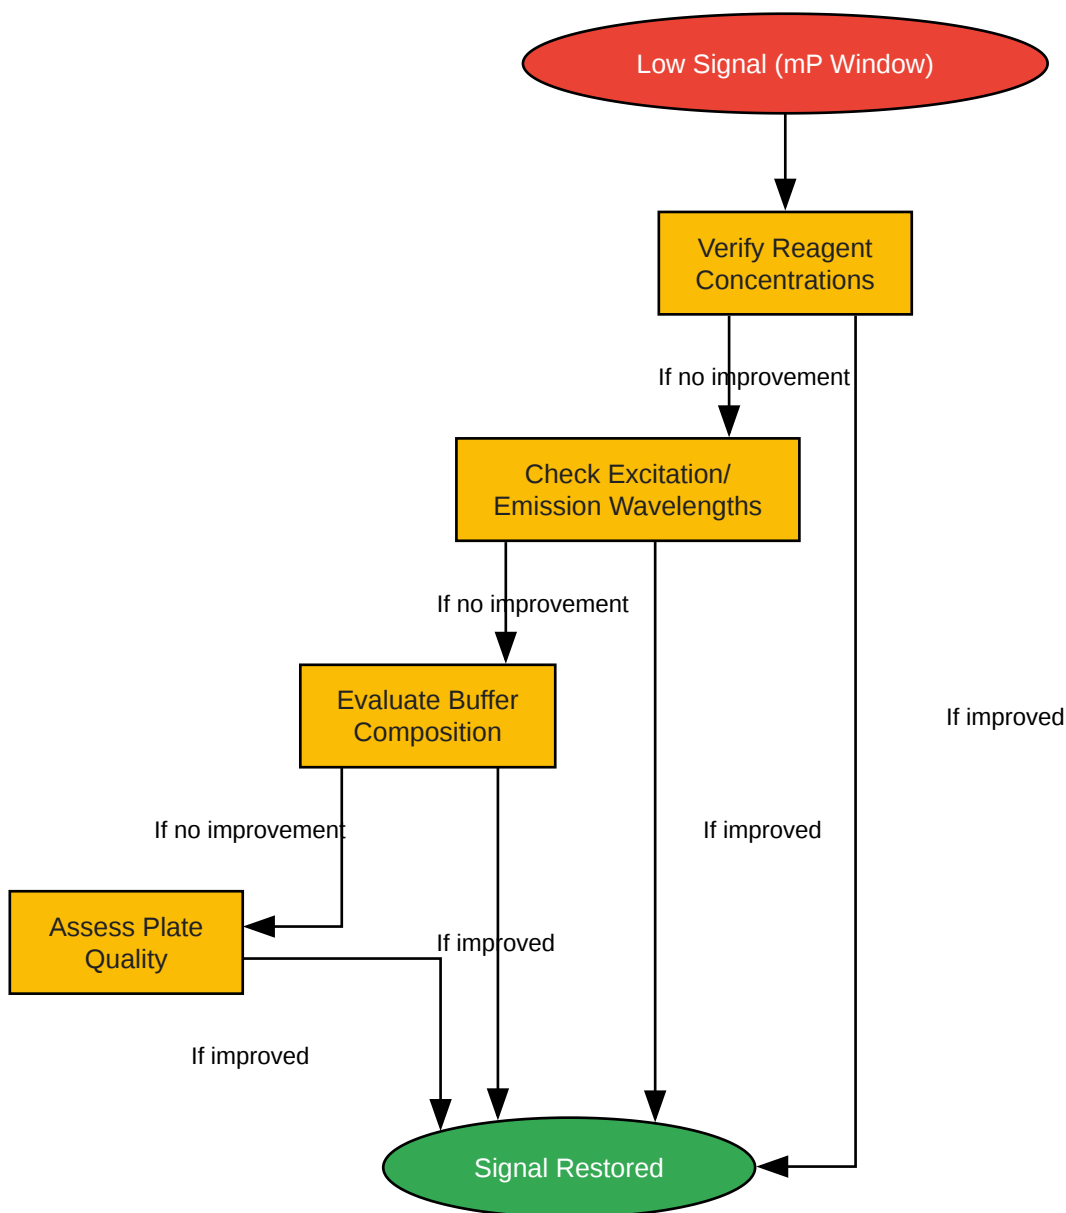 Low Signal (mP Window)
Verify Reagent
Concentrations
If no improvement
Check Excitation/
Emission Wavelengths
If no improvement
Evaluate Buffer
Composition
If improved
If no improvement
If improved
Assess Plate
Quality
If improved
If improved
Signal Restored